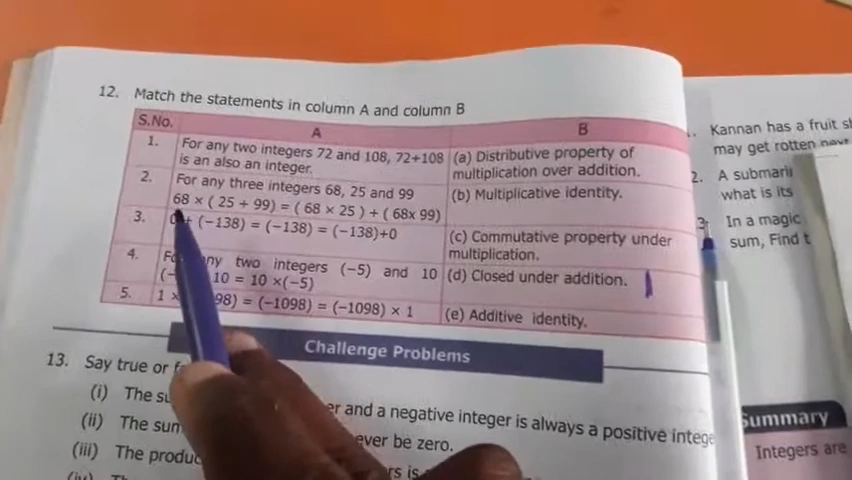 12. Match the statements in column A and column B
S.No. A B
1. For any two integers 72 and 108, 72+108 is an also an integer.
(a) Distributive property of multiplication over addition.
2. For any three integers 68, 25 and 99
68 × ( 25 + 99) = ( 68 × 25 ) + ( 68x 99)
(b) Multiplicative identity.
3. 0 + (−138) = (−138) = (−138)+0
(c) Commutative property under multiplication.
4. any two integers (−5) and 10
10 = 10 ×(−5)
(d) Closed under addition.
5. 1 × 98) = (−1098) = (−1098) × 1
(e) Additive identity.
Challenge Problems
13. Say true or
(i) The er and a negative integer is always a positive intege
(ii) The sum ever be zero.
(iii) The produc rs is
Kannan has a fruit s
may get rotten
2. A submari
what is its
3. In a magic
sum, Find t
Summary
Integers are